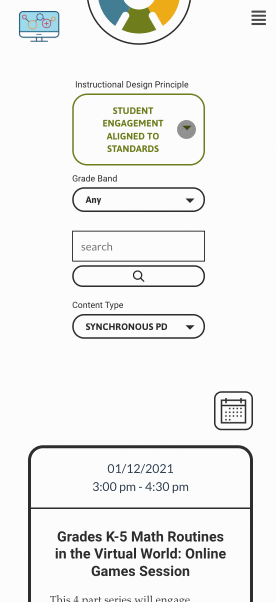 Instructional Design Principle
STUDENT
ENGAGEMENT
ALIGNED TO
STANDARDS
Grade Band
Any
search
Content Type
SYNCHRONOUS PD
01/12/2021
3:00 pm - 4:30 pm
Grades K-5 Math Routines
in the Virtual World: Online
Games Session
This 4 part series will engage